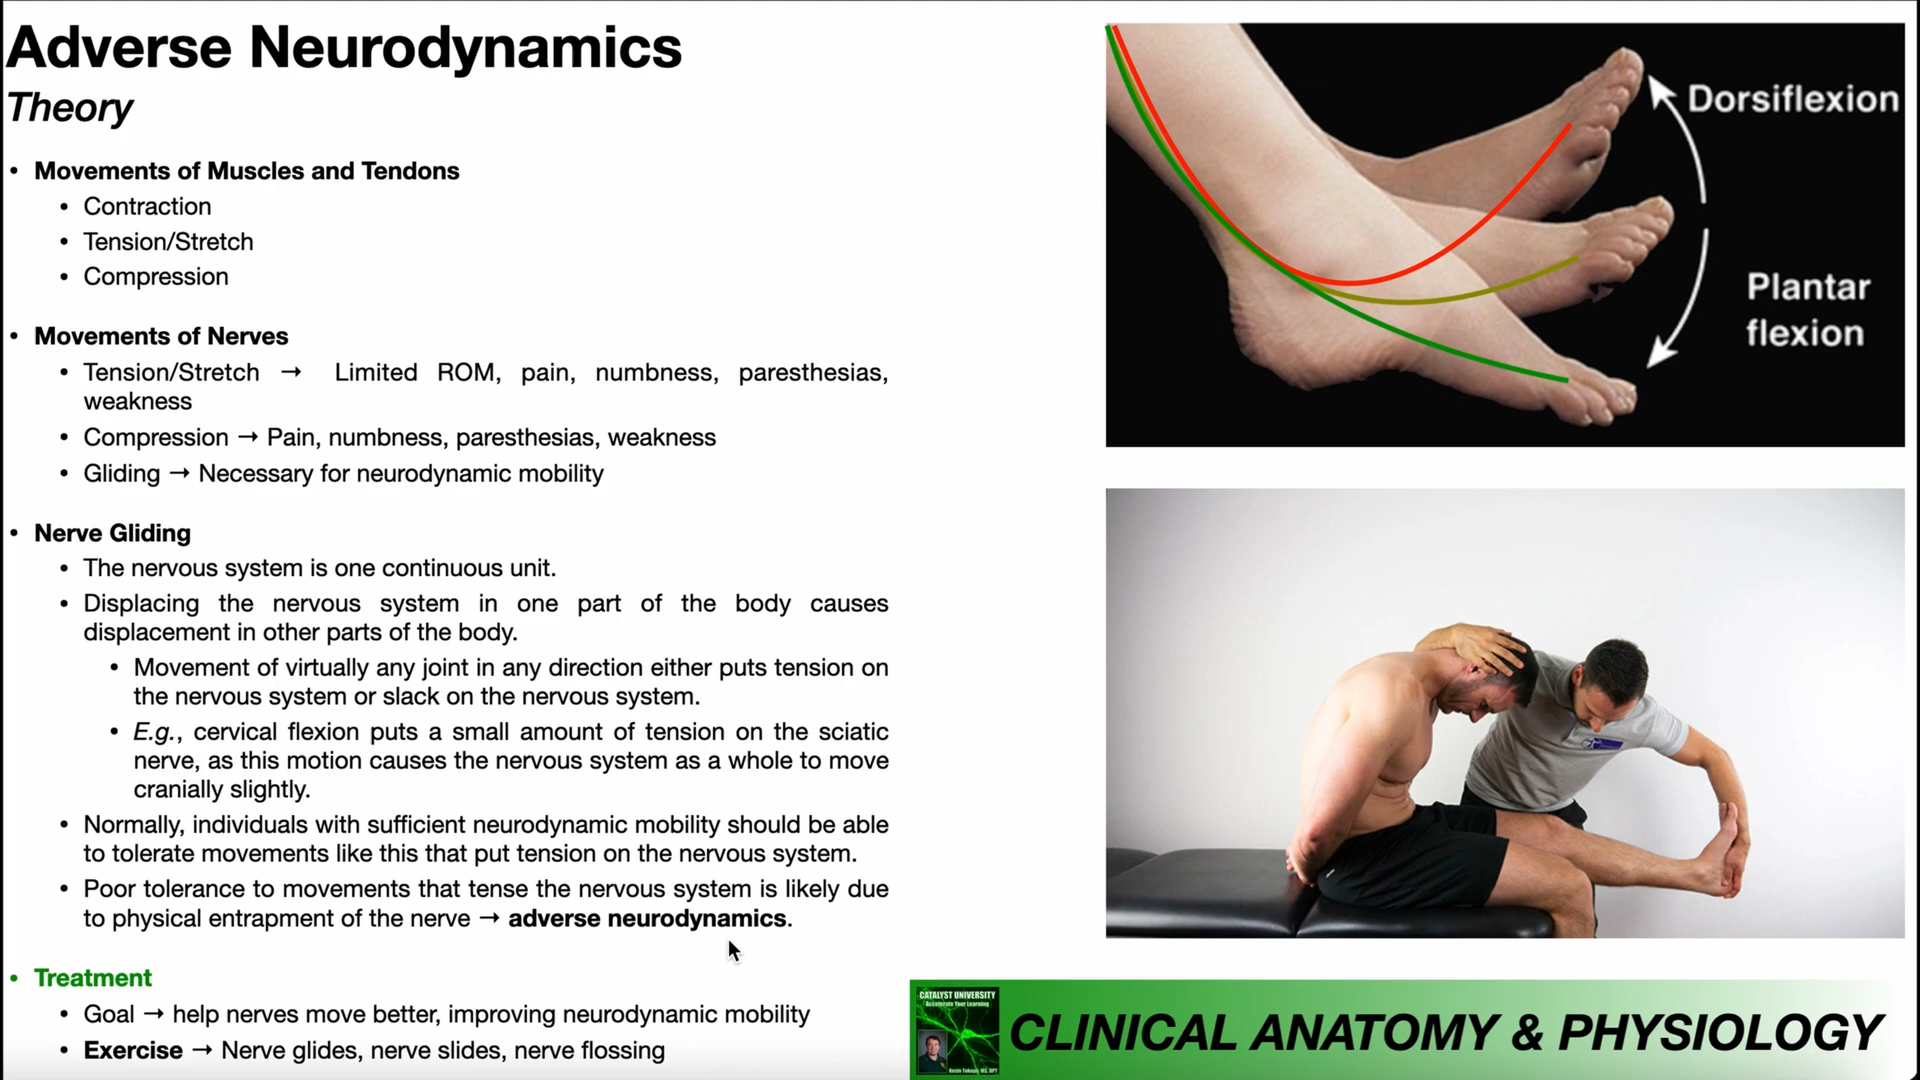 Adverse Neurodynamics
Theory
• Movements of Muscles and Tendons
• Contraction
• Tension/Stretch
• Compression
• Movements of Nerves
• Tension/Stretch → Limited ROM, pain, numbness, paresthesias,
weakness
• Compression → Pain, numbness, paresthesias, weakness
• Gliding → Necessary for neurodynamic mobility
• Nerve Gliding
• The nervous system is one continuous unit.
• Displacing the nervous system in one part of the body causes
displacement in other parts of the body.
• Movement of virtually any joint in any direction either puts tension on
the nervous system or slack on the nervous system.
• E.g., cervical flexion puts a small amount of tension on the sciatic
nerve, as this motion causes the nervous system as a whole to move
cranially slightly.
• Normally, individuals with sufficient neurodynamic mobility should be able
to tolerate movements like this that put tension on the nervous system.
• Poor tolerance to movements that tense the nervous system is likely due
to physical entrapment of the nerve → adverse neurodynamics.
• Treatment
• Goal → help nerves move better, improving neurodynamic mobility
• Exercise → Nerve glides, nerve slides, nerve flossing
Dorsiflexion
Plantar
flexion
CATALYST UNIVERSITY
Accelerate Your Learning
Kevin Tokoph, MS, DPT
CLINICAL ANATOMY & PHYSIOLOGY